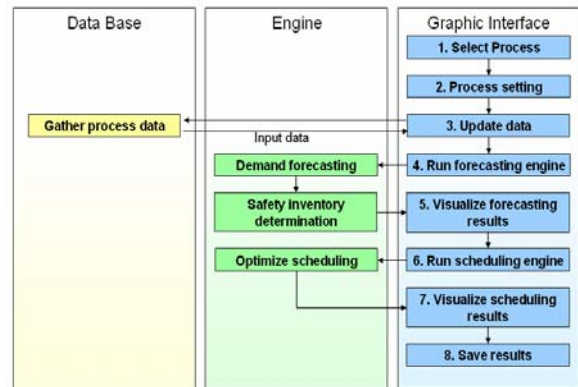 Data Base
Engine
Graphic Interface
1. Select Process
2. Process setting
Gather process data
Input data
3. Update data
Demand forecasting
4. Run forecasting engine
Safety inventory
determination
5. Visualize forecasting
results
Optimize scheduling
6. Run scheduling engine
7. Visualize scheduling
results
8. Save results